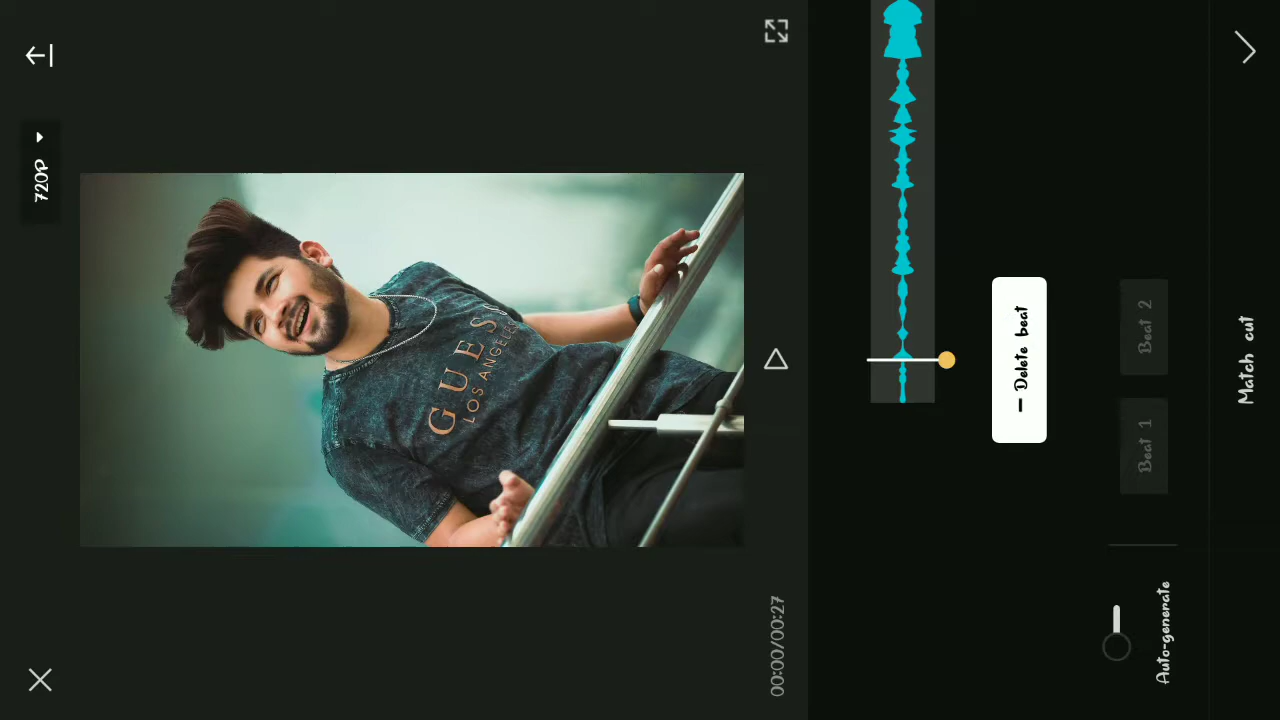 720P
GUESS
LOS ANGELES
00:00/00:27
– Delete beat
Auto-generate
Beat 1
Beat 2
Match cut